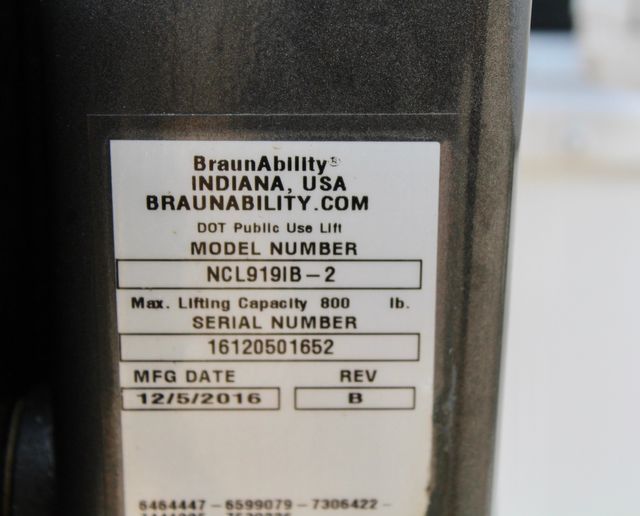 BraunAbility®
INDIANA, USA
BRAUNABILITY.COM
DOT Public Use Lift
MODEL NUMBER
NCL919IB-2
Max. Lifting Capacity 800 lb.
SERIAL NUMBER
16120501652
MFG DATE REV
12/5/2016 B
6464447-6599079-7306422-